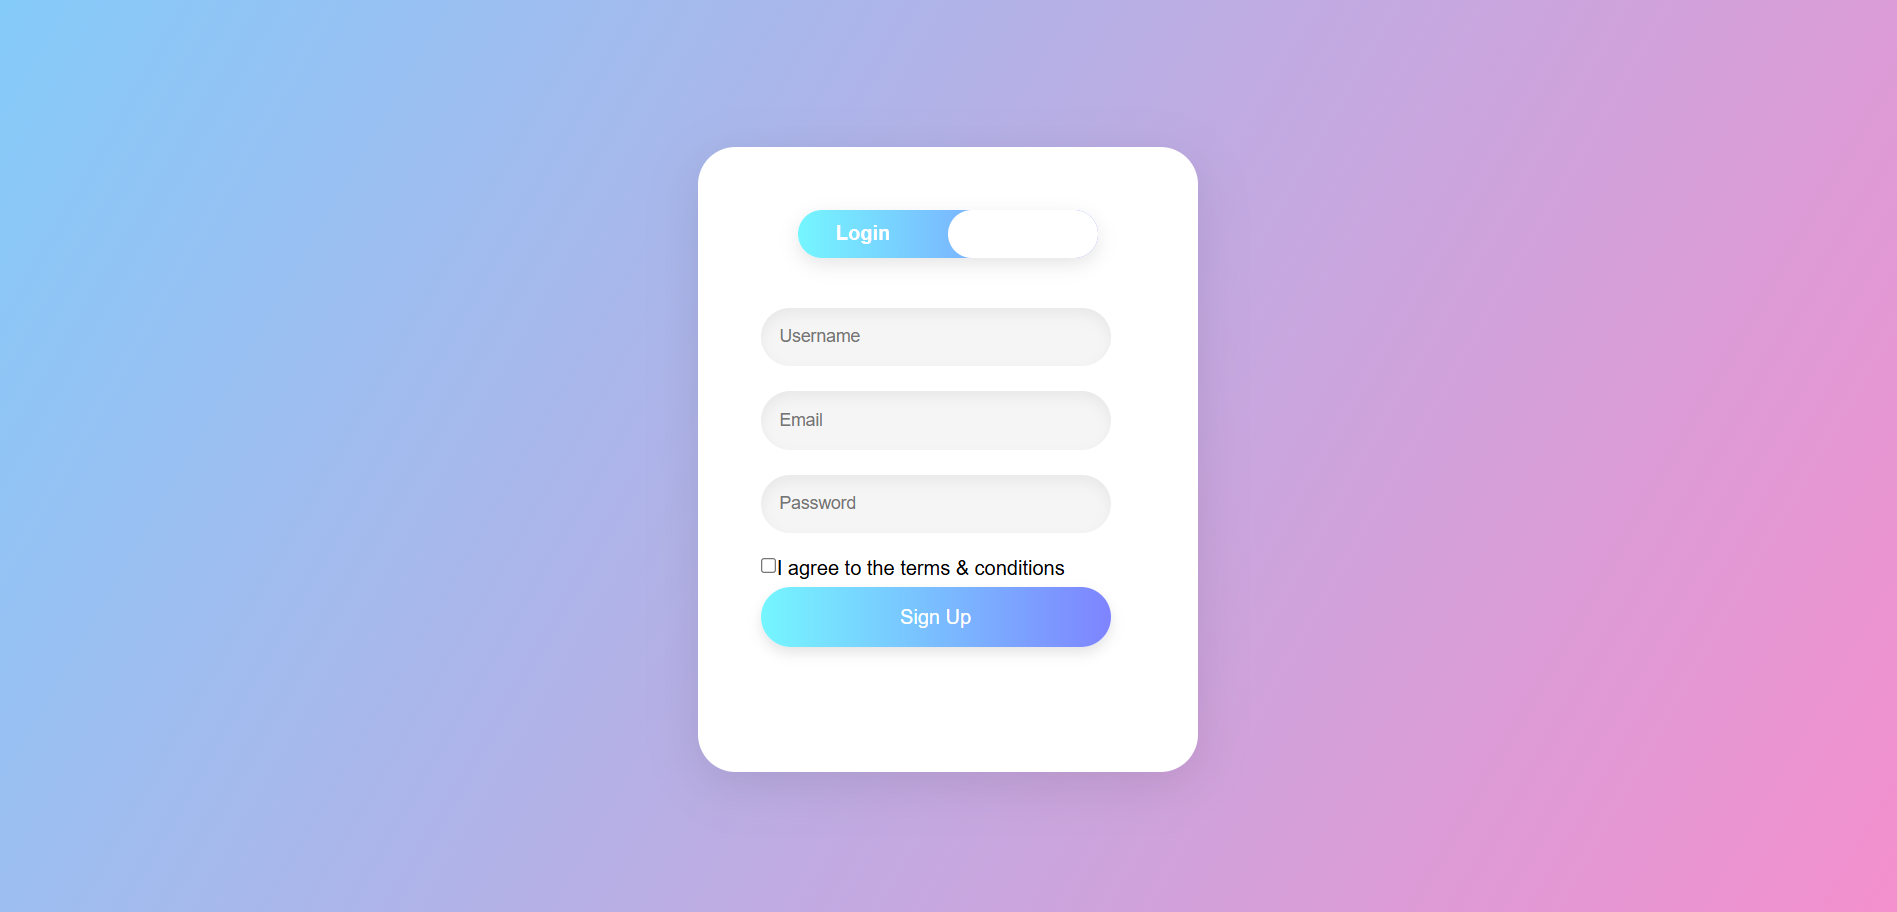 Login
Username
Email
Password
I agree to the terms & conditions
Sign Up